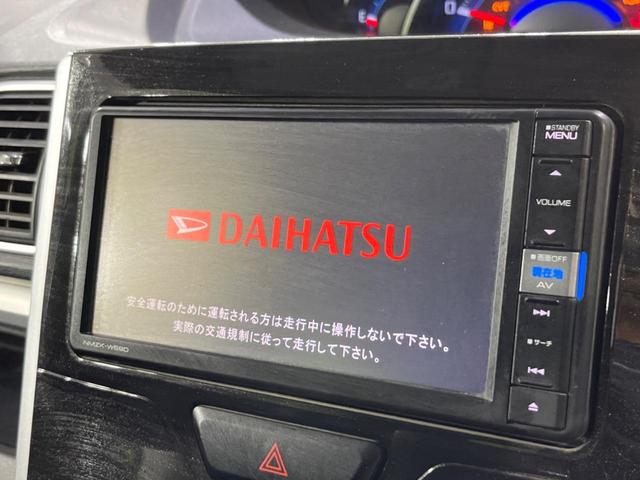 STANDBY
MENU
VOLUME
画面OFF
現在地
AV
サーチ
DAIHATSU
安全運転のために運転される方は走行中に操作しないで下さい。
実際の交通規制に従って走行して下さい。
NMZK-W69D
E